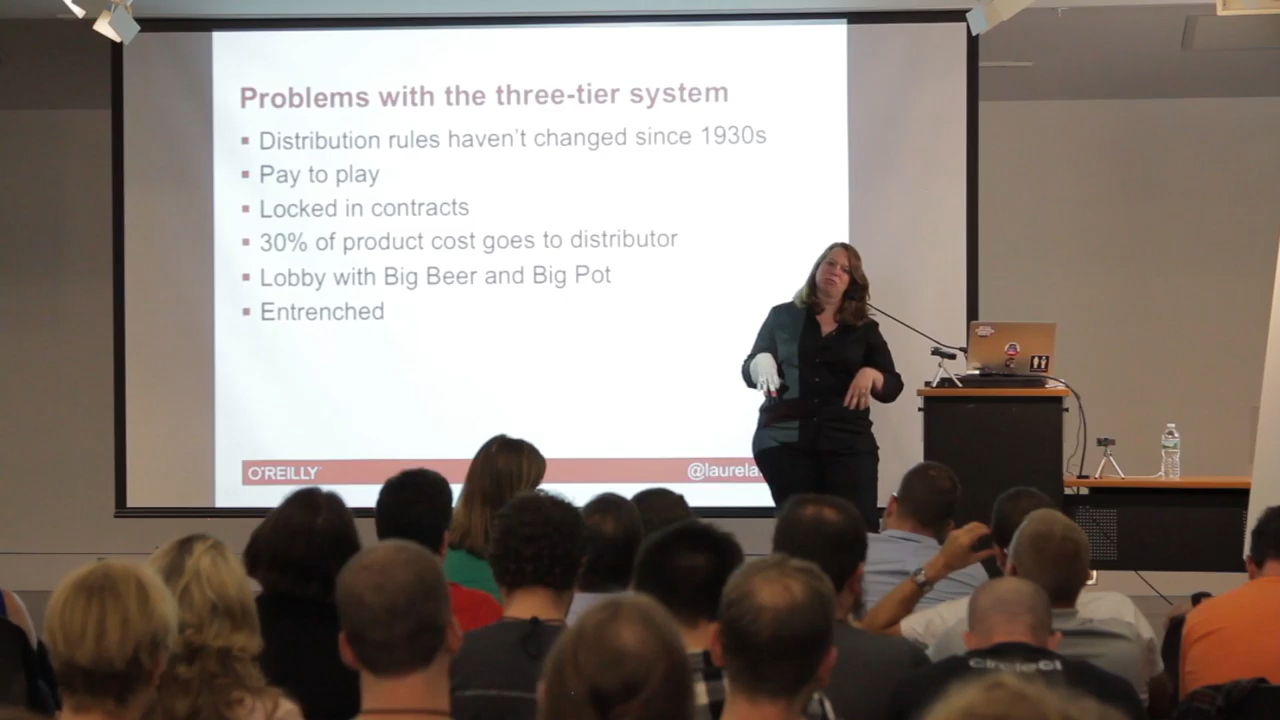 Problems with the three-tier system
▪ Distribution rules haven't changed since 1930s
▪ Pay to play
▪ Locked in contracts
▪ 30% of product cost goes to distributor
▪ Lobby with Big Beer and Big Pot
▪ Entrenched
O'REILLY
@laurela
circleCI